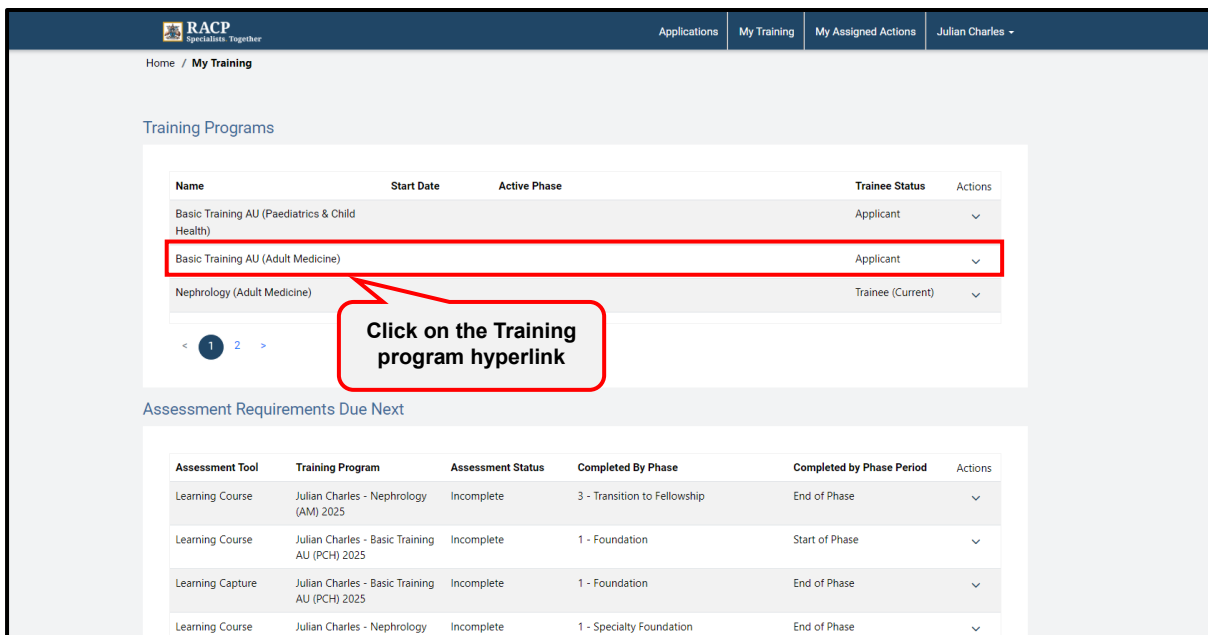 RACP
Specialists. Together
Applications
My Training
My Assigned Actions
Julian Charles
Home / My Training
Training Programs
Name Start Date Active Phase Trainee Status Actions
Basic Training AU (Paediatrics & Child
Health)
Applicant
Basic Training AU (Adult Medicine) Applicant
Nephrology (Adult Medicine) Trainee (Current)
Click on the Training
program hyperlink
< 1 2 >
Assessment Requirements Due Next
Assessment Tool Training Program Assessment Status Completed By Phase Completed by Phase Period Actions
Learning Course Julian Charles - Nephrology Incomplete 3 - Transition to Fellowship End of Phase
(AM) 2025
Learning Course Julian Charles - Basic Training Incomplete 1 - Foundation Start of Phase
AU (PCH) 2025
Learning Capture Julian Charles - Basic Training Incomplete 1 - Foundation End of Phase
AU (PCH) 2025
Learning Course Julian Charles - Nephrology Incomplete 1 - Specialty Foundation End of Phase